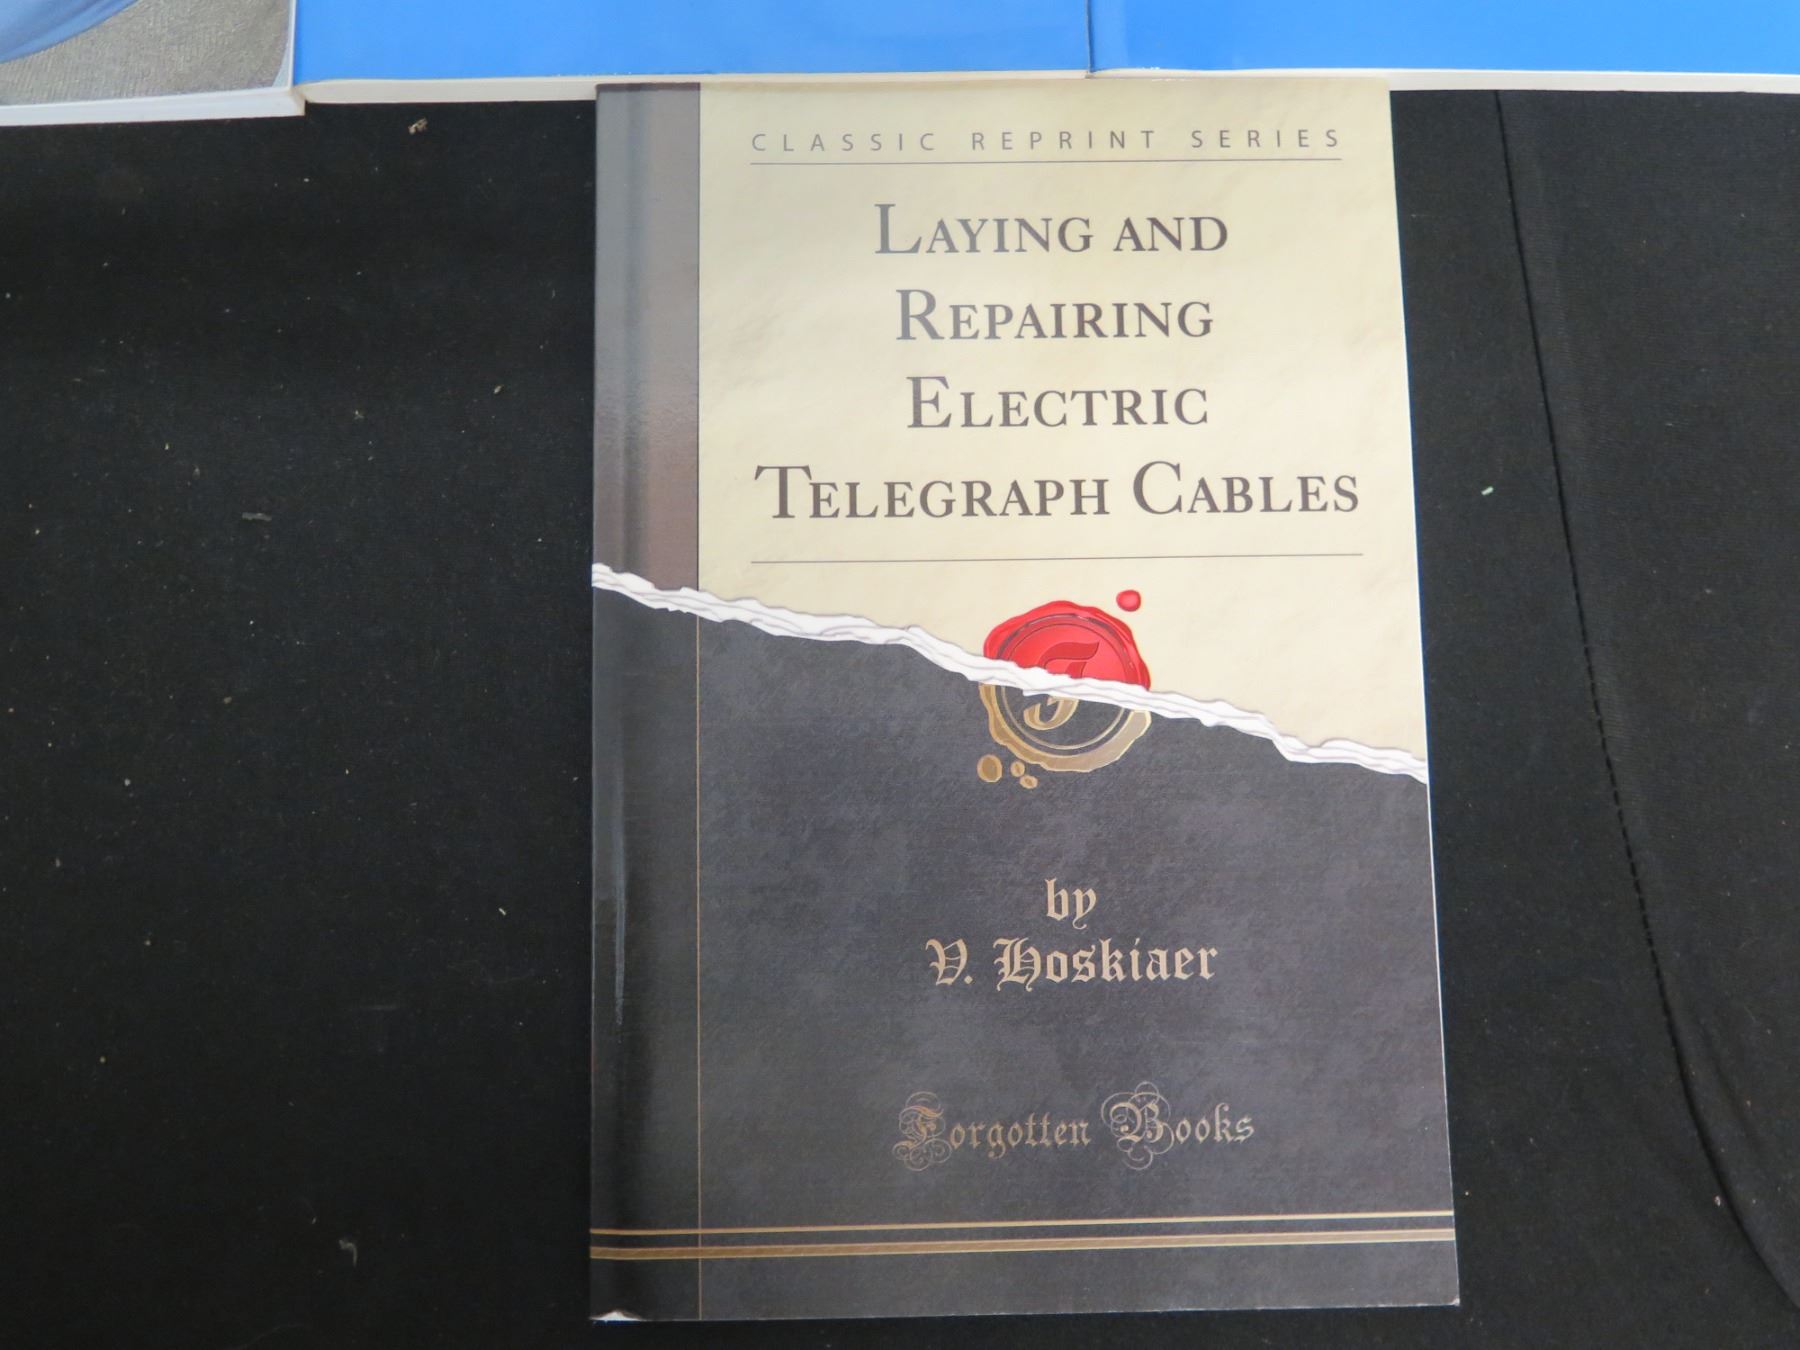 CLASSIC REPRINT SERIES
LAYING AND
REPAIRING
ELECTRIC
TELEGRAPH CABLES
by
V. Hoskiaer
Forgotten Books